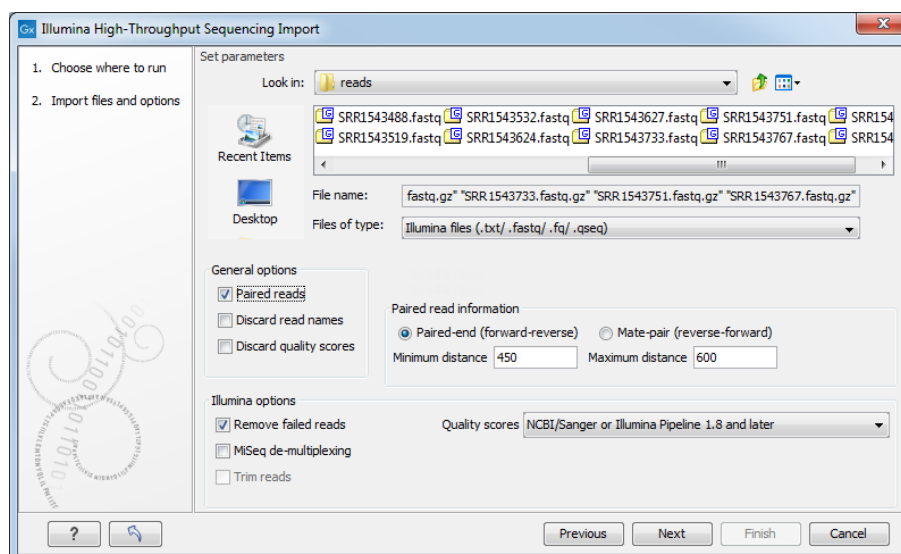 Gx Illumina High-Throughput Sequencing Import
1. Choose where to run
2. Import files and options
Set parameters
Look in: reads
Recent Items
Desktop
SRR1543488.fastq SRR1543532.fastq SRR1543627.fastq SRR1543751.fastq SRR154
SRR1543519.fastq SRR1543624.fastq SRR1543733.fastq SRR1543767.fastq SRR154
File name: fastq.gz" "SRR1543733.fastq.gz" "SRR1543751.fastq.gz" "SRR1543767.fastq.gz"
Files of type: Illumina files (.txt/ .fastq/ .fq/ .qseq)
General options
Paired reads
Discard read names
Discard quality scores
Paired read information
Paired-end (forward-reverse) Mate-pair (reverse-forward)
Minimum distance 450 Maximum distance 600
Illumina options
Remove failed reads Quality scores NCBI/Sanger or Illumina Pipeline 1.8 and later
MiSeq de-multiplexing
Trim reads
? Previous Next Finish Cancel